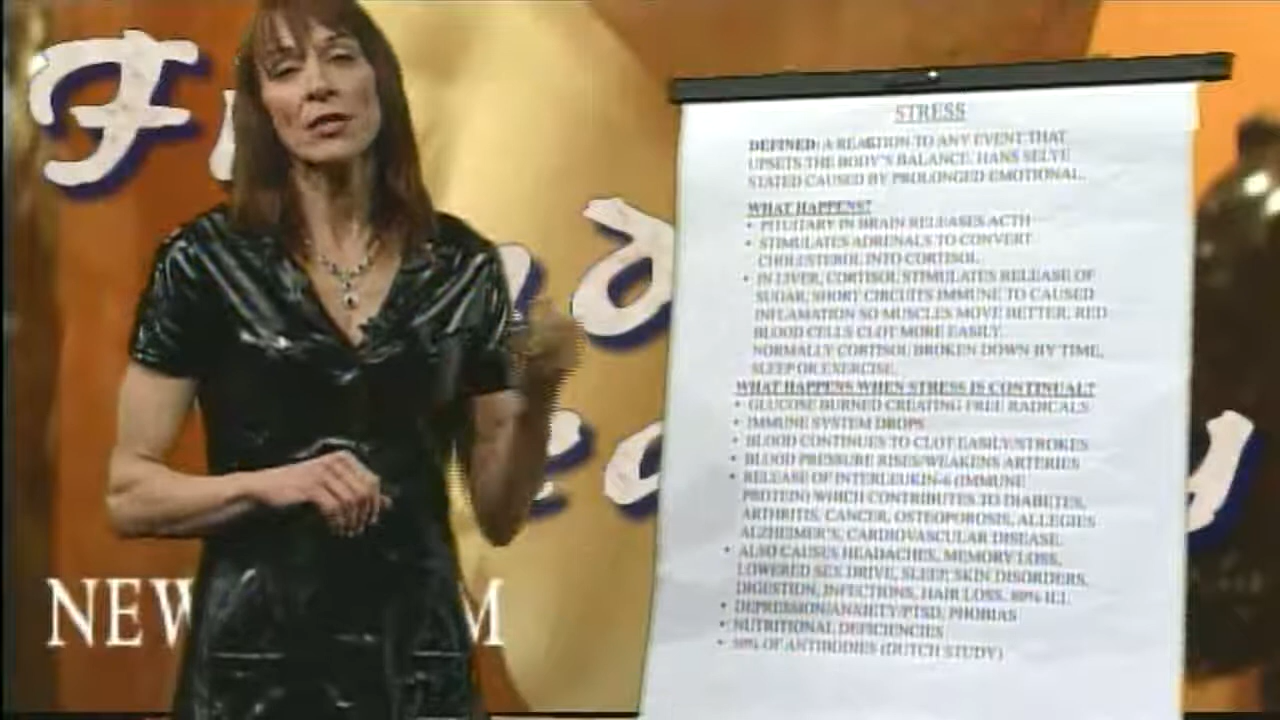 STRESS
DEFINED: A REAKTION TO ANY EVENT THAT
UPSETS THE BODY'S BALANCE. HANS SELYE
STATED CAUSED BY PROLONGED EMOTIONAL.
WHAT HAPPENS?
• PITUITARY IN BRAIN RELEASES ACTH
• STIMULATES ADRENALS TO CONVERT
CHOLESTEROL INTO CORTISOL
• IN LIVER, CORTISOL STIMULATES RELEASE OF
SUGAR, SHORT CIRCUITS IMMUNE TO CAUSED
INFLAMATION SO MUSCLES MOVE BETTER, RED
BLOOD CELLS CLOT MORE EASILY.
NORMALLY CORTISOL BROKEN DOWN BY TIME,
SLEEP OR EXERCISE.
WHAT HAPPENS WHEN STRESS IS CONTINUAL?
• GLUCOSE BURNED CREATING FREE RADICALS
• IMMUNE SYSTEM DROPS
• BLOOD CONTINUES TO CLOT EASILY/STROKES
• BLOOD PRESSURE RISES/WEAKENS ARTERIES
• RELEASE OF INTERLEUKIN-6 (IMMUNE
PROTEIN) WHICH CONTRIBUTES TO DIABETES,
ARTHRITIS, CANCER, OSTEOPOROSIS, ALLEGIES
ALZHEIMER'S, CARDIOVASCULAR DISEASE.
• ALSO CAUSES HEADACHES, MEMORY LOSS,
LOWERED SEX DRIVE, SLEEP, SKIN DISORDERS,
DIGESTION, INFECTIONS, HAIR LOSS, 80% ILL
• DEPRESSION/ANXIETY/PTSD, PHOBIAS
• NUTRITIONAL DEFICIENCIES
• 50% OF ANTIBODIES (DUTCH STUDY)